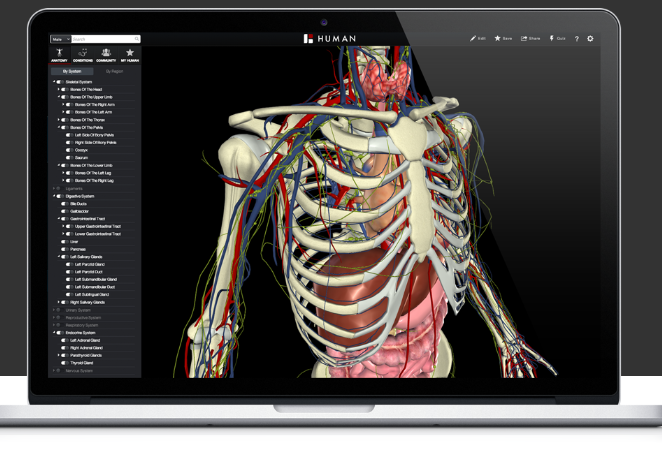 Male
Search
HUMAN
Edit
Save
Share
Quiz
?
ANATOMY
CONDITIONS
COMMUNITY
MY HUMAN
By System
By Region
Skeletal System
Bones Of The Head
Bones Of The Upper Limb
Bones Of The Right Arm
Bones Of The Left Arm
Bones Of The Thorax
Bones Of The Pelvis
Left Side Of Bony Pelvis
Right Side Of Bony Pelvis
Coccyx
Sacrum
Bones Of The Lower Limb
Bones Of The Left Leg
Bones Of The Right Leg
Ligaments
Digestive System
Bile Ducts
Gallbladder
Gastrointestinal Tract
Upper Gastrointestinal Tract
Lower Gastrointestinal Tract
Liver
Pancreas
Left Salivary Glands
Left Parotid Gland
Left Parotid Duct
Left Submandibular Gland
Left Submandibular Duct
Left Sublingual Gland
Right Salivary Glands
Urinary System
Reproductive System
Respiratory System
Endocrine System
Left Adrenal Gland
Right Adrenal Gland
Parathyroid Glands
Thyroid Gland
Nervous System